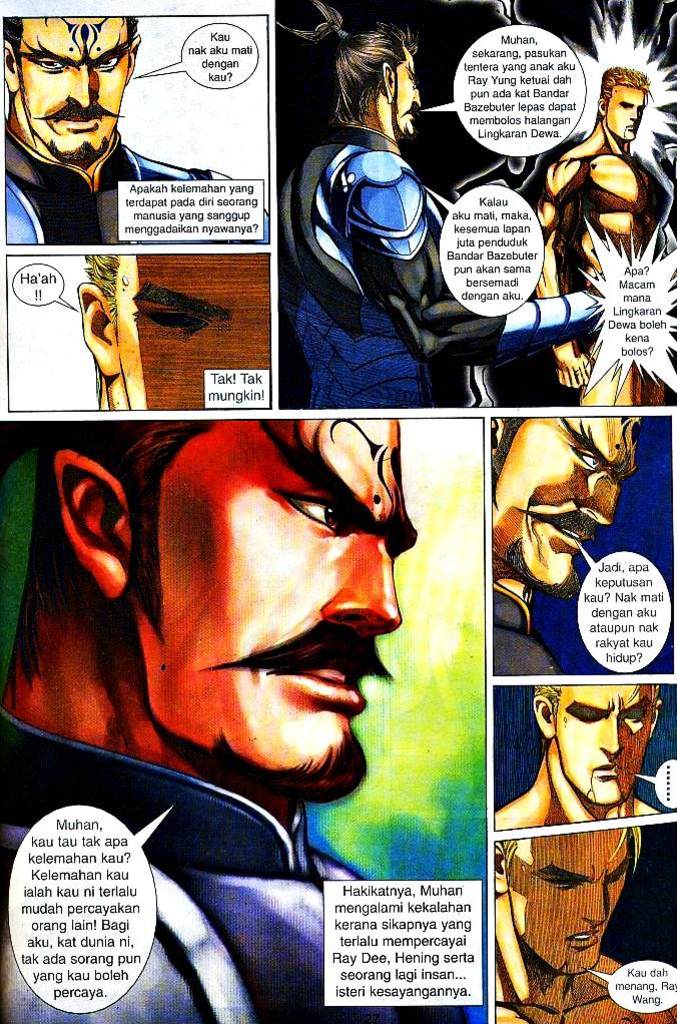 Kau
nak aku mati
dengan
kau?
Apakah kelemahan yang
terdapat pada diri seorang
manusia yang sanggup
menggadaikan nyawanya?
Muhan,
sekarang, pasukan
tentera yang anak aku
Ray Yung ketuai dah
pun ada kat Bandar
Bazebuter lepas dapat
membolos halangan
Lingkaran Dewa.
Kalau
aku mati, maka,
kesemua lapan
juta penduduk
Bandar Bazebuter
pun akan sama
bersemadi
dengan aku.
Apa?
Macam
mana
Lingkaran
Dewa boleh
kena
bolos?
Ha'ah
!!
Tak! Tak
mungkin!
Muhan,
kau tau tak apa
kelemahan kau?
Kelemahan kau
ialah kau ni terlalu
mudah percayakan
orang lain! Bagi
aku, kat dunia ni,
tak ada sorang pun
yang kau boleh
percaya.
Hakikatnya, Muhan
mengalami kekalahan
kerana sikapnya yang
terlalu mempercayai
Ray Dee, Hening serta
seorang lagi insan...
isteri kesayangannya.
Jadi, apa
keputusan
kau? Nak mati
dengan aku
ataupun nak
rakyat kau
hidup?
......
Kau dah
menang, Ray
Wang.
27